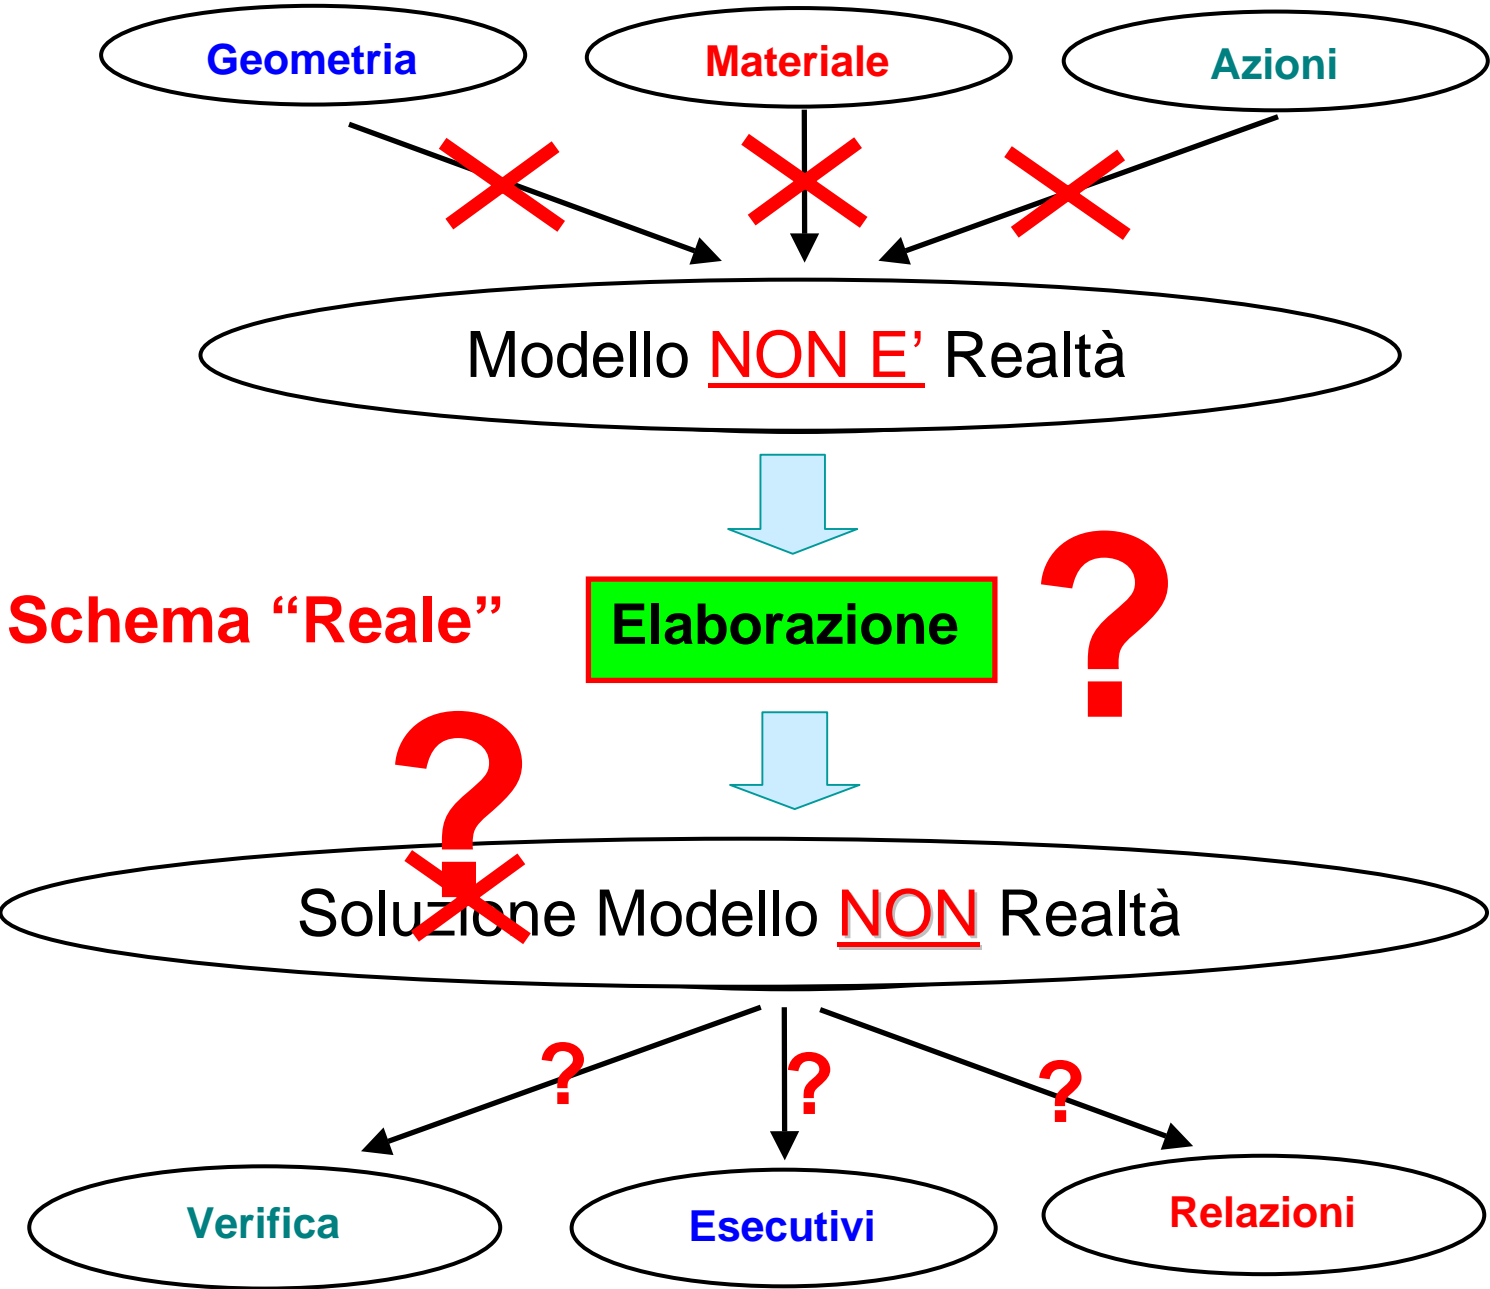 Geometria
Materiale
Azioni
Modello NON E’ Realtà
Schema “Reale”
Elaborazione
?
?
Soluzione Modello NON Realtà
?
?
?
Verifica
Esecutivi
Relazioni